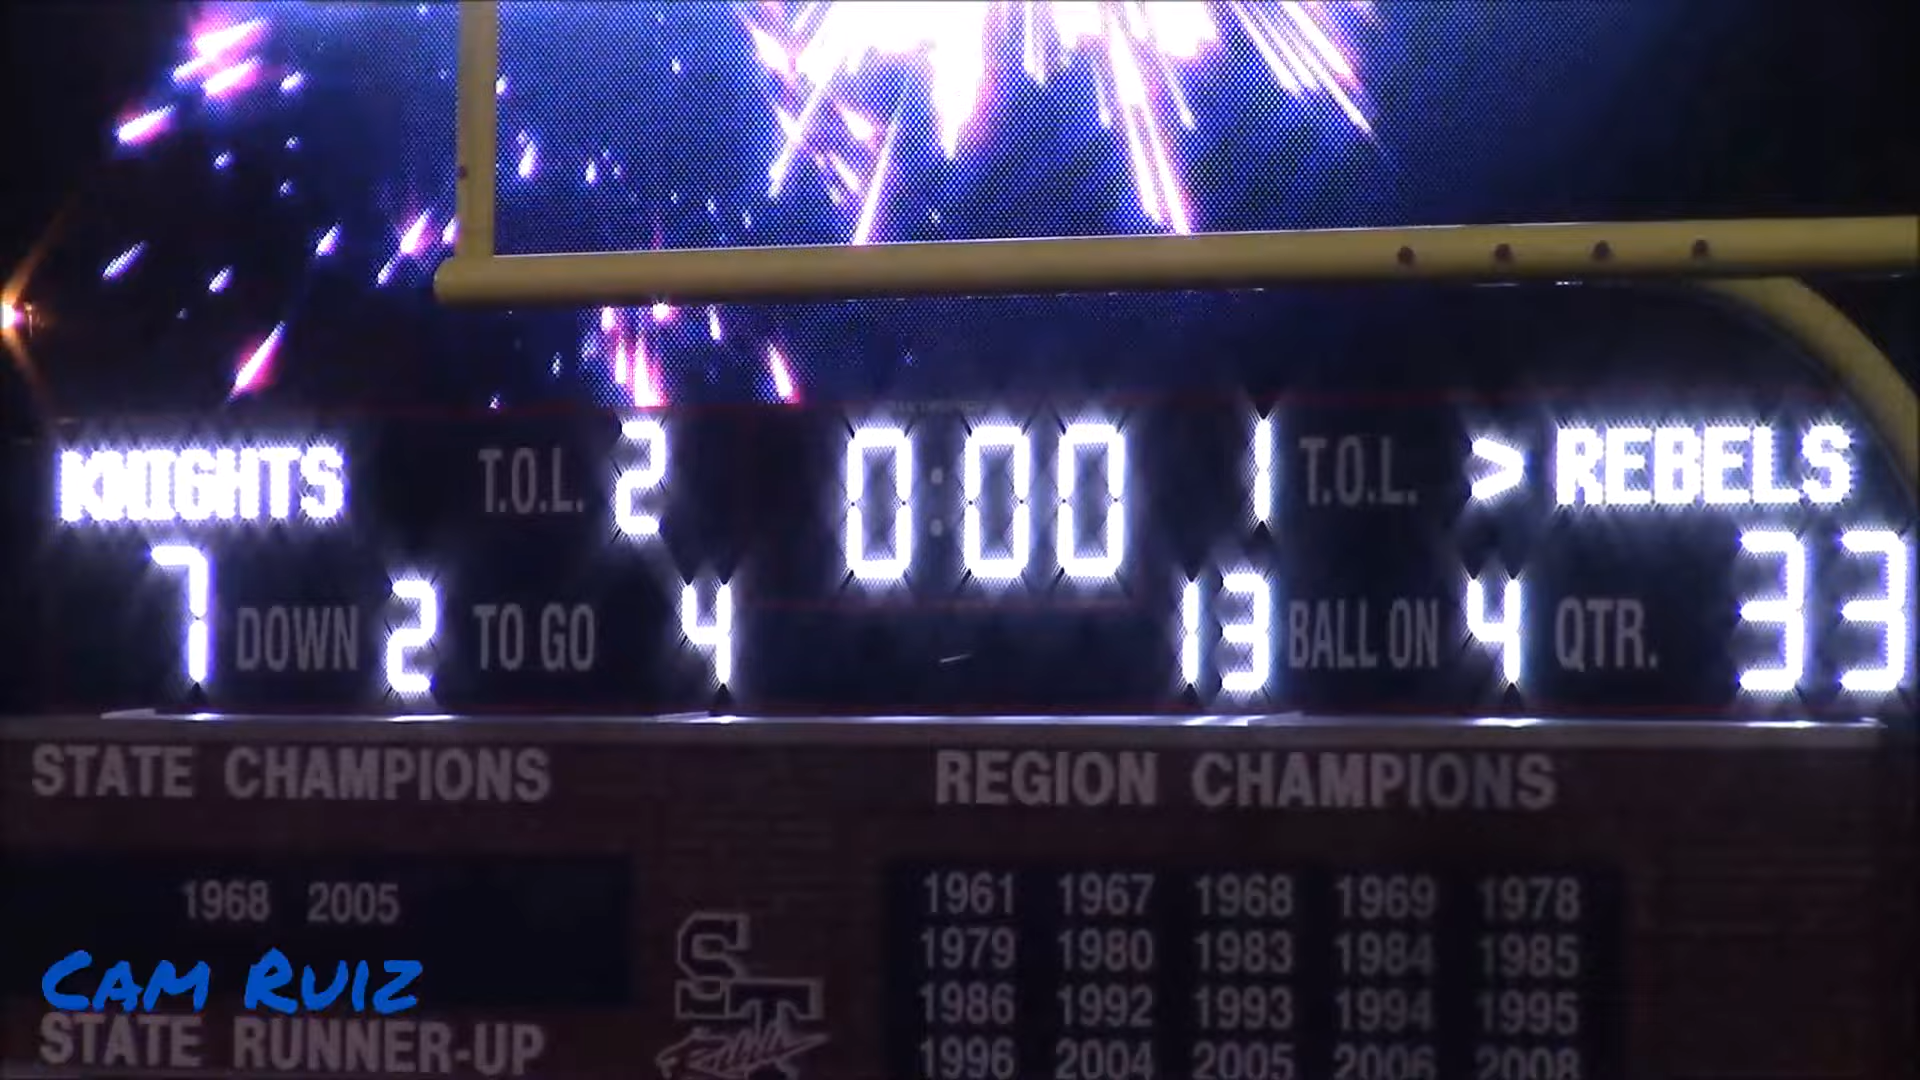 KNIGHTS T.O.L. 2 0:00 1 T.O.L. > REBELS
7 DOWN 2 TO GO 4 13 BALL ON 4 QTR. 33
STATE CHAMPIONS
1968 2005
Cam Ruiz
STATE RUNNER-UP
ST
REGION CHAMPIONS
1961 1967 1968 1969 1978
1979 1980 1983 1984 1985
1986 1992 1993 1994 1995
1996 2004 2005 2006 2008